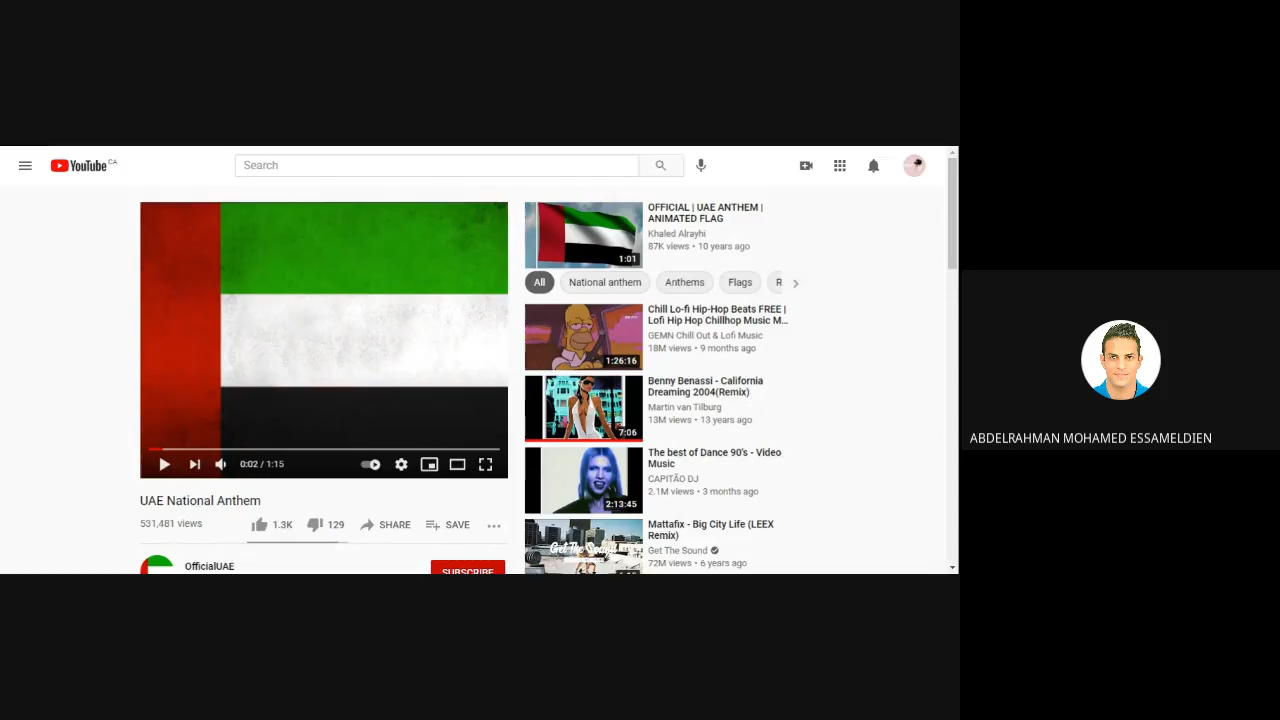 YouTube CA
Search
UAE National Anthem
0:02 / 1:15
531,481 views
1.3K
129
SHARE
SAVE
OfficialUAE
SUBSCRIBE
1:01
OFFICIAL | UAE ANTHEM |
ANIMATED FLAG
Khaled Alrayhi
87K views • 10 years ago
All
National anthem
Anthems
Flags
R
1:26:16
Chill Lo-fi Hip-Hop Beats FREE |
Lofi Hip Hop Chillhop Music M...
GEMN Chill Out & Lofi Music
18M views • 9 months ago
7:06
Benny Benassi - California
Dreaming 2004(Remix)
Martin van Tilburg
13M views • 13 years ago
2:13:45
The best of Dance 90's - Video
Music
CAPITÃO DJ
2.1M views • 3 months ago
Get The Sound
Mattafix - Big City Life (LEEX
Remix)
Get The Sound
72M views • 6 years ago
ABDELRAHMAN MOHAMED ESSAMELDIEN